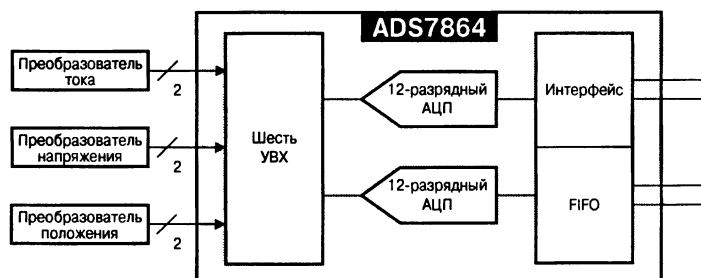 ADS7864
Преобразователь
тока
2
Преобразователь
напряжения
2
Преобразователь
положения
2
Шесть
УВХ
12-разрядный
АЦП
12-разрядный
АЦП
Интерфейс
FIFO